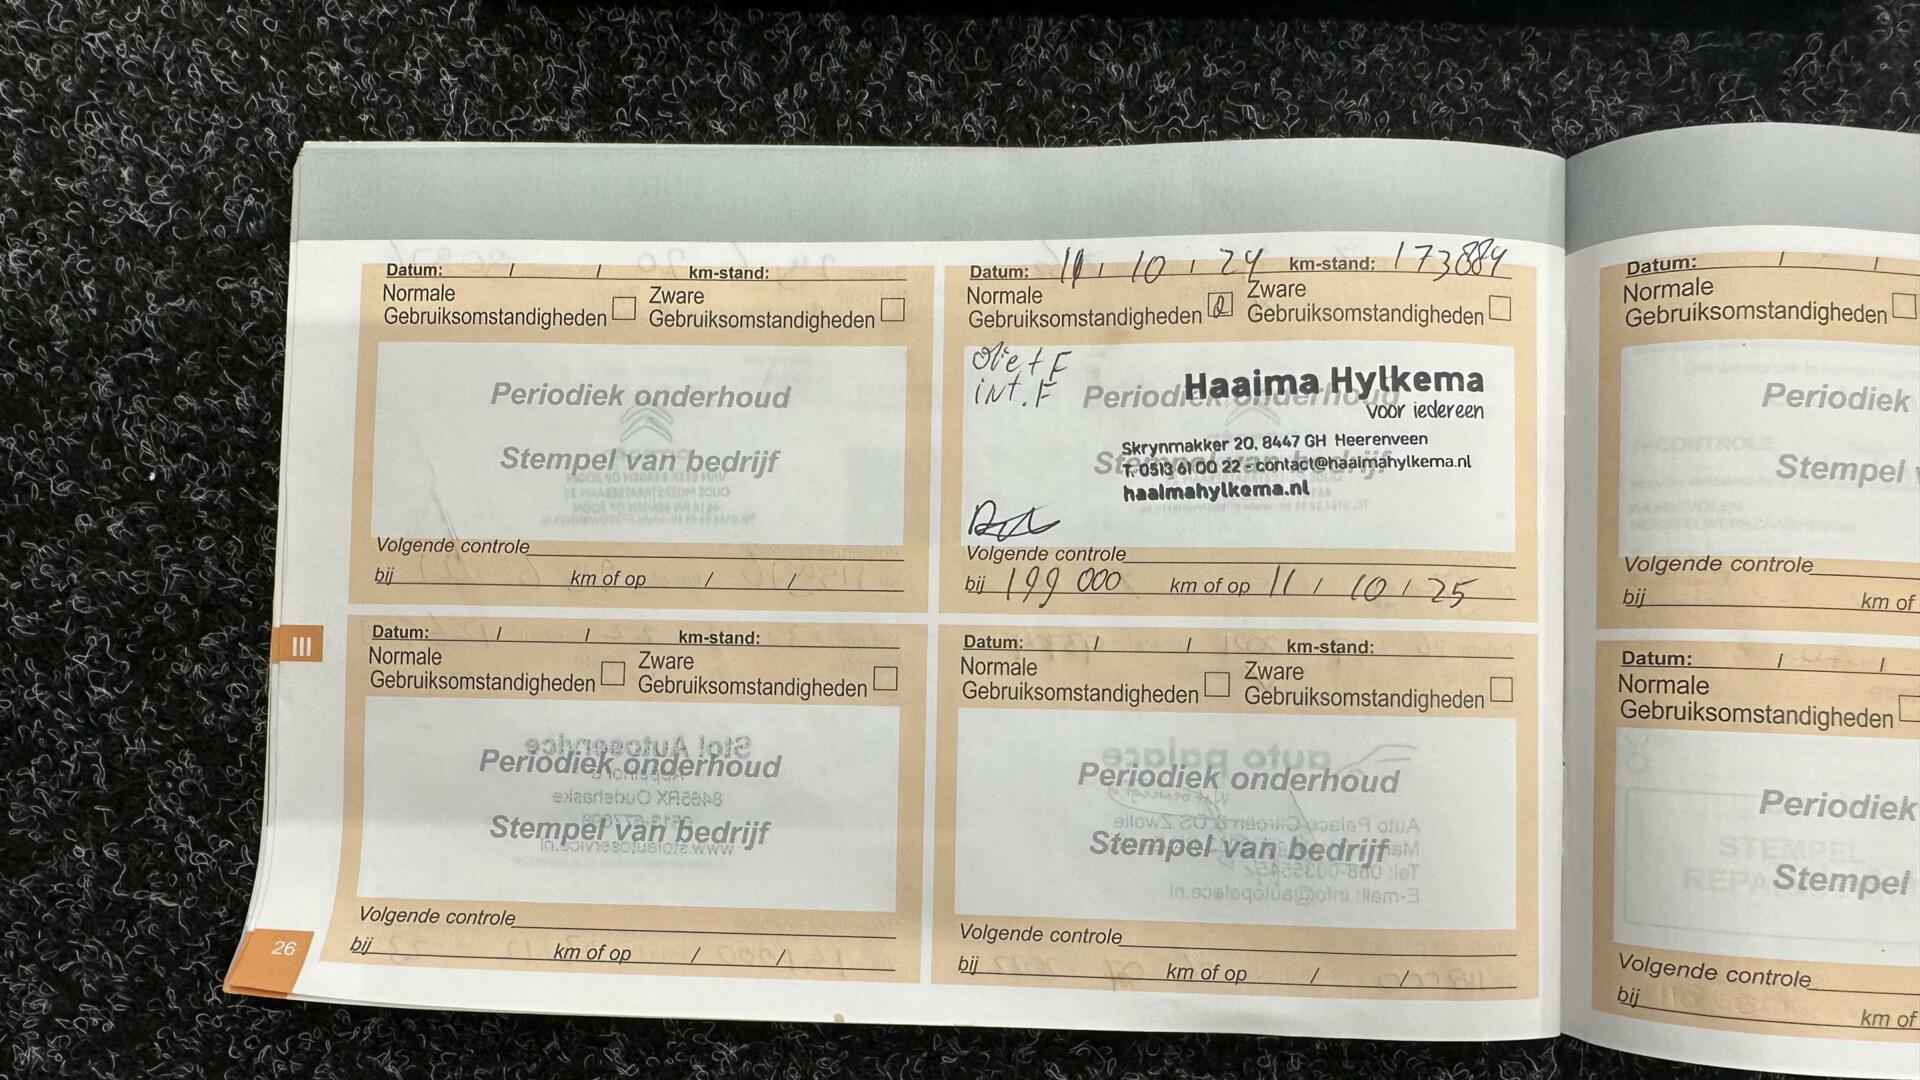 Datum: / / km-stand:
Normale
Gebruiksomstandigheden
Zware
Gebruiksomstandigheden
Periodiek onderhoud
Stempel van bedrijf
Volgende controle
bij km of op / /
Datum: 11 / 10 / 24 km-stand: 173884
Normale
Gebruiksomstandigheden
Zware
Gebruiksomstandigheden
Olie + F
int. F
Periodiek onderhoud
Haaima Hylkema
voor iedereen
Stempel van bedrijf
Skrynmakker 20, 8447 GH Heerenveen
T. 0513 61 00 22 - contact@haaimahylkema.nl
haaimahylkema.nl
Volgende controle
bij 199 000 km of op 11 / 10 / 25
III
Datum: / / km-stand:
Normale
Gebruiksomstandigheden
Zware
Gebruiksomstandigheden
Periodiek onderhoud
Stempel van bedrijf
Volgende controle
bij km of op / /
26
Datum: / / km-stand:
Normale
Gebruiksomstandigheden
Zware
Gebruiksomstandigheden
Periodiek onderhoud
Stempel van bedrijf
Volgende controle
bij km of op / /
Datum: / /
Normale
Gebruiksomstandigheden
Periodiek
Stempel
Volgende controle
bij km of
Datum: / /
Normale
Gebruiksomstandigheden
Periodiek
Stempel
Volgende controle
bij km of